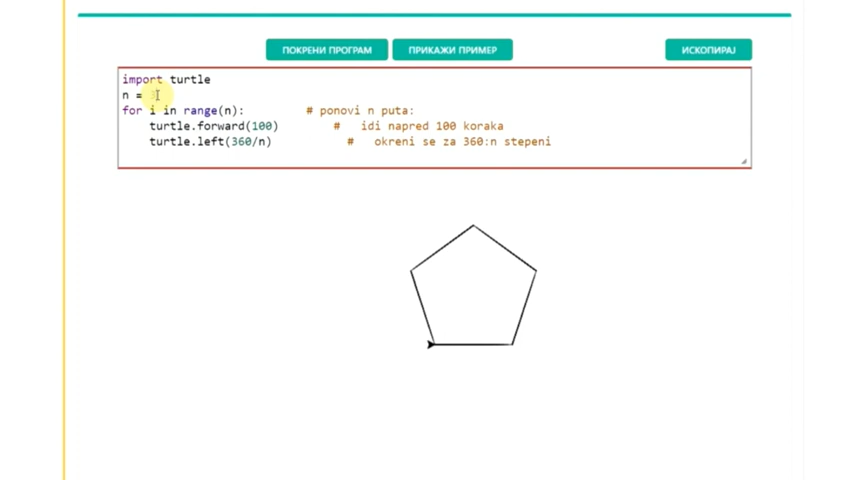 ПОКРЕНИ ПРОГРАМ ПРИКАЖИ ПРИМЕР ИСКОПИРАЈ
import turtle
n =
for i in range(n): # ponovi n puta:
turtle.forward(100) # idi napred 100 koraka
turtle.left(360/n) # okreni se za 360:n stepeni